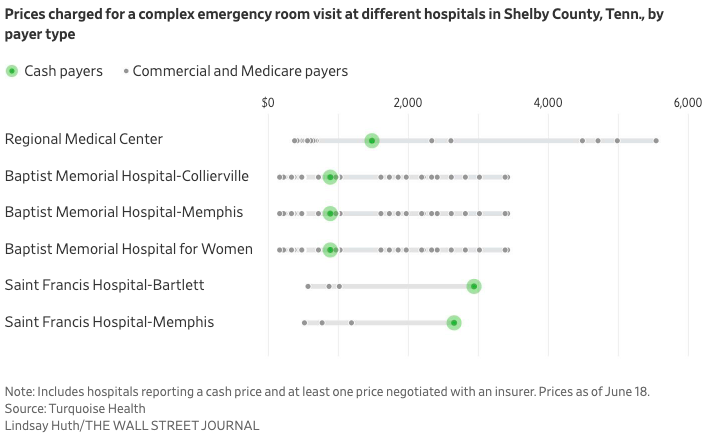 Prices charged for a complex emergency room visit at different hospitals in Shelby County, Tenn., by
payer type
Cash payers
Commercial and Medicare payers
$0
2,000
4,000
6,000
Regional Medical Center
Baptist Memorial Hospital-Collierville
Baptist Memorial Hospital-Memphis
Baptist Memorial Hospital for Women
Saint Francis Hospital-Bartlett
Saint Francis Hospital-Memphis
Note: Includes hospitals reporting a cash price and at least one price negotiated with an insurer. Prices as of June 18.
Source: Turquoise Health
Lindsay Huth/THE WALL STREET JOURNAL